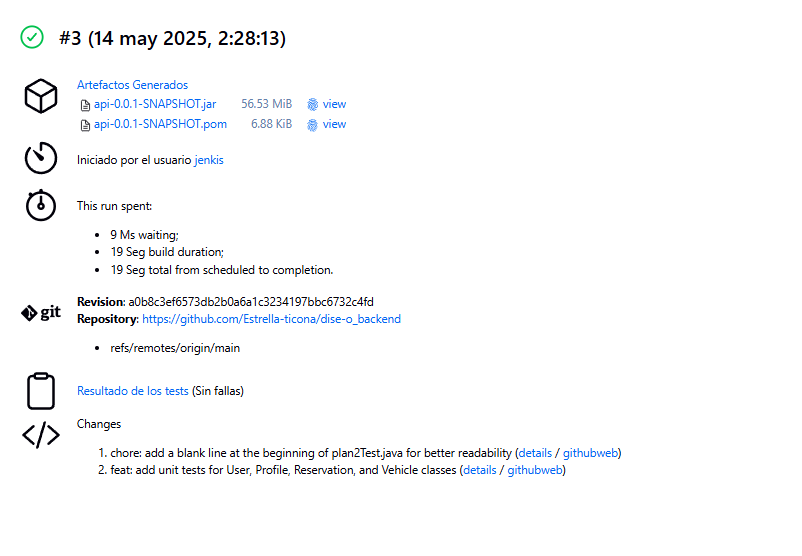 #3 (14 may 2025, 2:28:13)
Artefactos Generados
api-0.0.1-SNAPSHOT.jar 56.53 MiB view
api-0.0.1-SNAPSHOT.pom 6.88 KiB view
Iniciado por el usuario jenkis
This run spent:
• 9 Ms waiting;
• 19 Seg build duration;
• 19 Seg total from scheduled to completion.
git
Revision: a0b8c3ef6573db2b0a6a1c3234197bbc6732c4fd
Repository: https://github.com/Estrella-ticona/dise-o_backend
• refs/remotes/origin/main
Resultado de los tests (Sin fallas)
Changes
1. chore: add a blank line at the beginning of plan2Test.java for better readability (details / githubweb)
2. feat: add unit tests for User, Profile, Reservation, and Vehicle classes (details / githubweb)